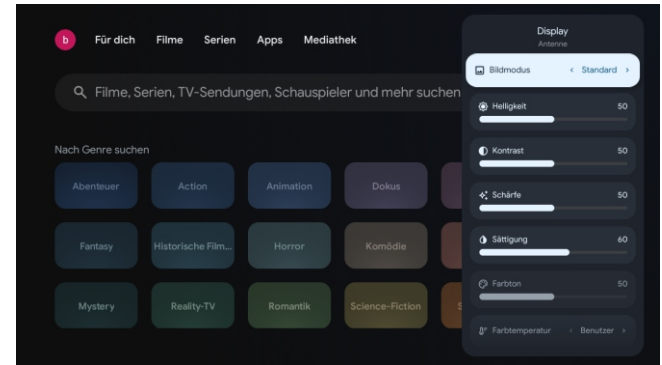 b Für dich Filme Serien Apps Mediathek
Filme, Serien, TV-Sendungen, Schauspieler und mehr suchen
Nach Genre suchen
Abenteuer Action Animation Dokus
Fantasy Historische Film... Horror Komödie
Mystery Reality-TV Romantik Science-Fiction S
Display
Antenne
Bildmodus < Standard >
Helligkeit 50
Kontrast 50
Schärfe 50
Sättigung 60
Farbton 50
Farbtemperatur < Benutzer >